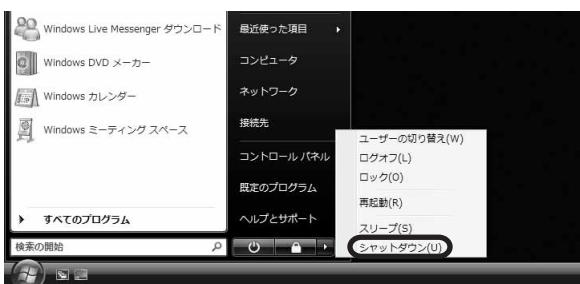 Windows Live Messenger ダウンロード
Windows DVD メーカー
Windows カレンダー
Windows ミーティング スペース
すべてのプログラム
検索の開始
最近使った項目
コンピュータ
ネットワーク
接続先
コントロール パネル
既定のプログラム
ヘルプとサポート
ユーザーの切り替え(W)
ログオフ(L)
ロック(O)
再起動(R)
スリープ(S)
シャットダウン(U)